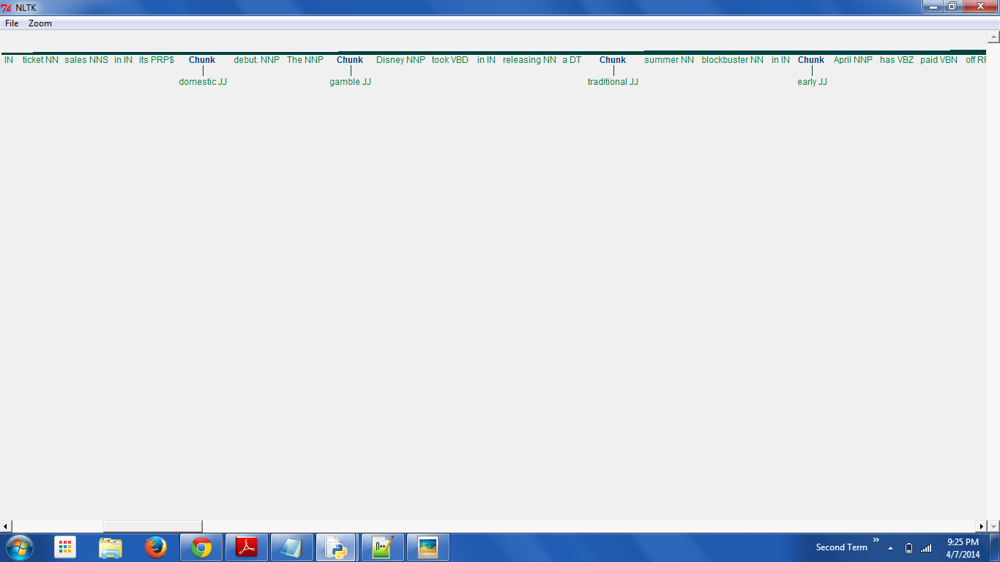 NLTK
File Zoom
IN ticket NN sales NNS in IN its PRP$ Chunk debut. NNP The NNP Chunk Disney NNP took VBD in IN releasing NN a DT Chunk summer NN blockbuster NN in IN Chunk April NNP has VBZ paid VBN off
domestic JJ gamble JJ traditional JJ early JJ
Second Term 9:25 PM
4/7/2014